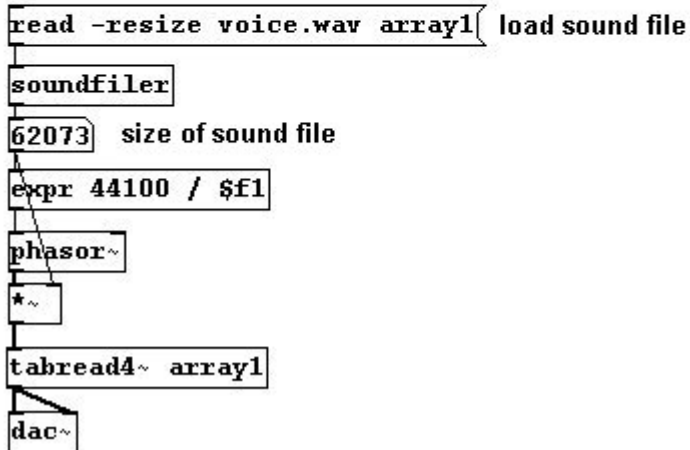 read -resize voice.wav array1 load sound file
soundfiler
62073 size of sound file
expr 44100 / $f1
phasor~
*~
tabread4~ array1
dac~